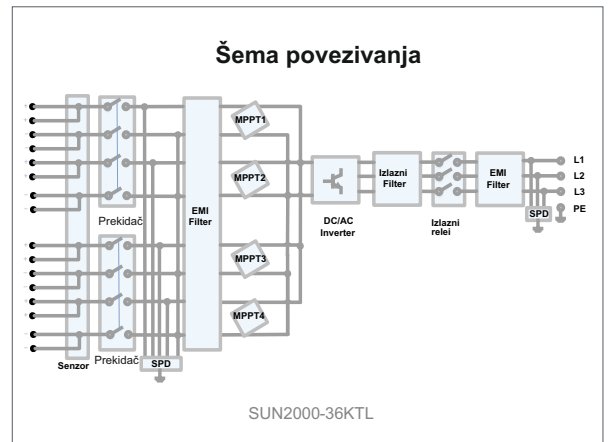 Šema povezivanja
MPPT1
MPPT2
MPPT3
MPPT4
Prekidač
Prekidač
Senzor
SPD
EMI
Filter
DC/AC
Inverter
Izlazni
Filter
Izlazni
relei
EMI
Filter
SPD
L1
L2
L3
PE
SUN2000-36KTL